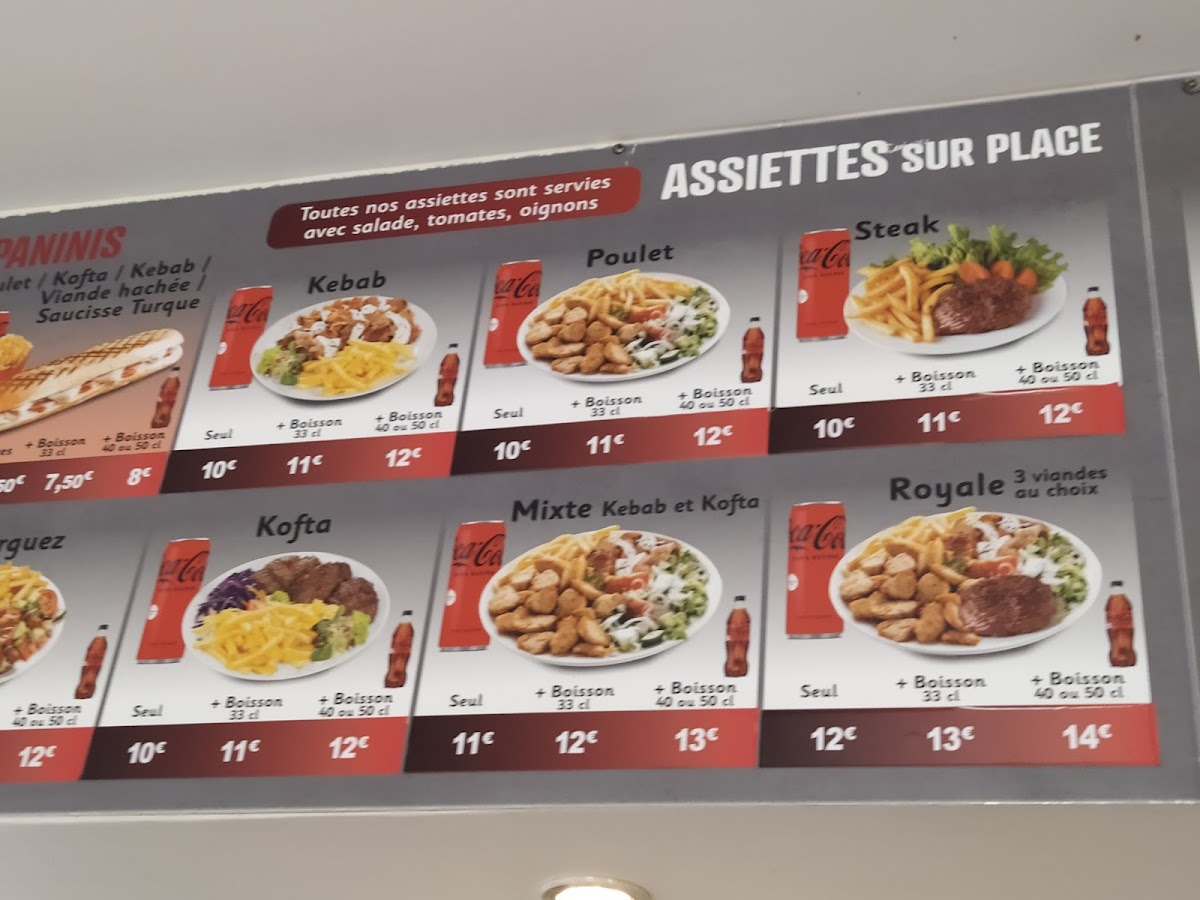 ASSIETTES SUR PLACE
Toutes nos assiettes sont servies
avec salade, tomates, oignons
PANINIS
/ Kofta / Kebab /
Viande hachée /
Saucisse Turque
+ Boisson
33 cl
+ Boisson
40 ou 50 cl
7,50€
8€
Kebab
Seul
+ Boisson
33 cl
+ Boisson
40 ou 50 cl
10€
11€
12€
Poulet
Seul
+ Boisson
33 cl
+ Boisson
40 ou 50 cl
10€
11€
12€
Steak
Seul
+ Boisson
33 cl
+ Boisson
40 ou 50 cl
10€
11€
12€
+ Boisson
40 ou 50 cl
12€
Kofta
Seul
+ Boisson
33 cl
+ Boisson
40 ou 50 cl
10€
11€
12€
Mixte Kebab et Kofta
Seul
+ Boisson
33 cl
+ Boisson
40 ou 50 cl
11€
12€
13€
Royale 3 viandes
au choix
Seul
+ Boisson
33 cl
+ Boisson
40 ou 50 cl
12€
13€
14€